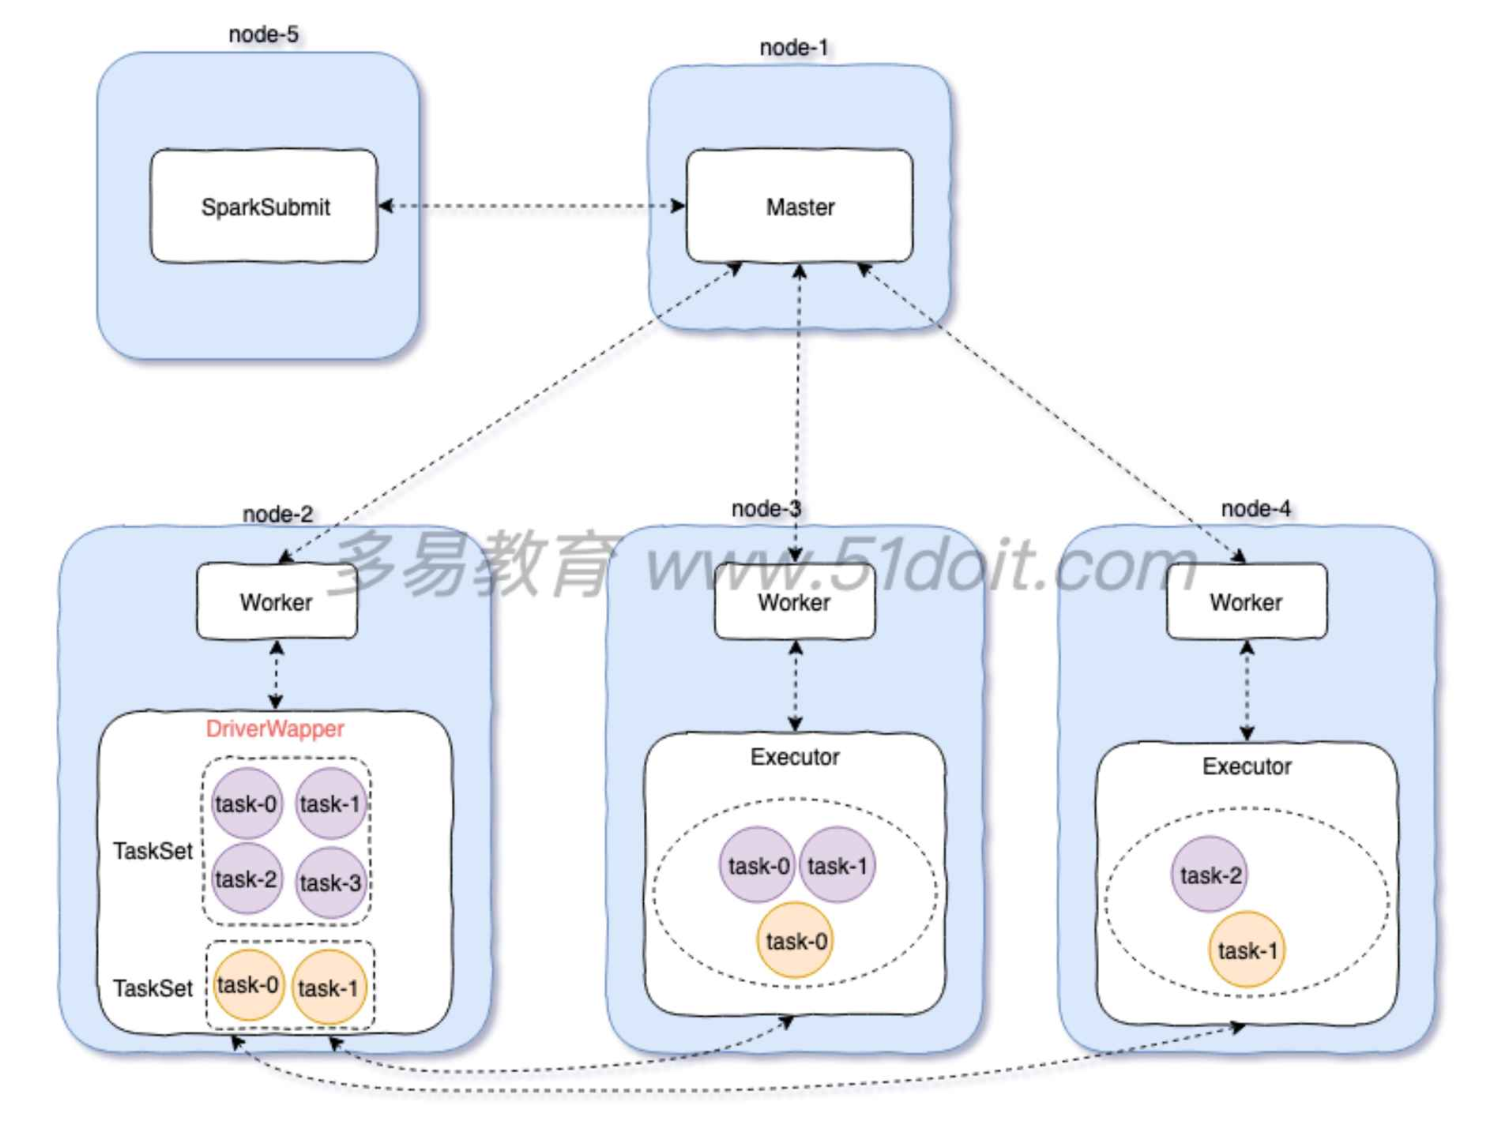 node-5
node-1
SparkSubmit
Master
node-2
node-3
node-4
多易教育 www.51doit.com
Worker
Worker
Worker
DriverWapper
Executor
Executor
task-0
task-1
TaskSet
task-2
task-3
task-0
task-1
task-2
task-0
task-1
TaskSet
task-0
task-1